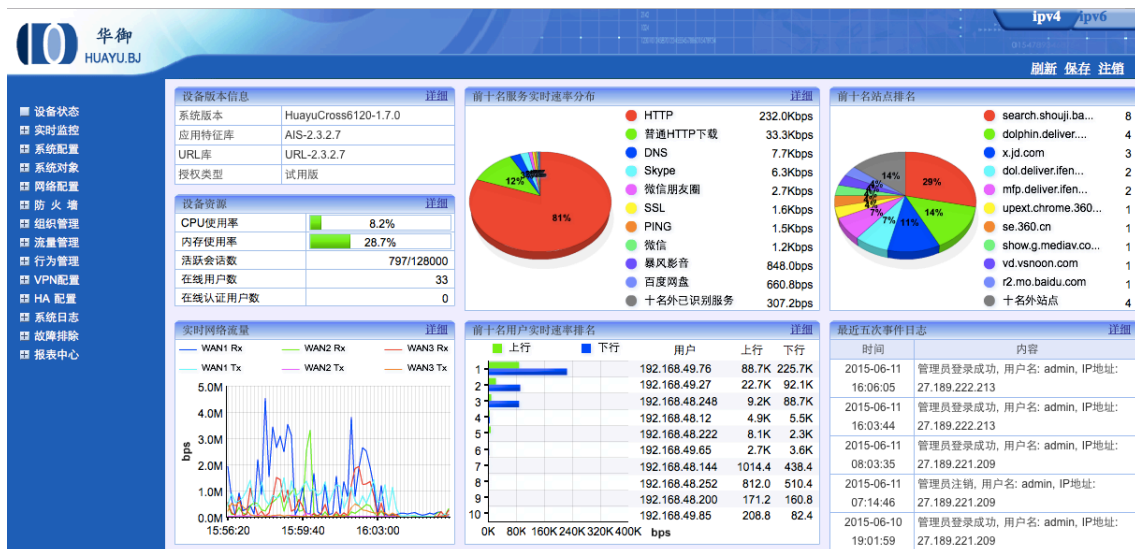 华御
HUAYU.BJ
ipv4 ipv6
刷新 保存 注销
设备状态
实时监控
系统配置
系统对象
网络配置
防 火 墙
组织管理
流量管理
行为管理
VPN配置
HA 配置
系统日志
故障排除
报表中心
设备版本信息 详细
系统版本 HuayuCross6120-1.7.0
应用特征库 AIS-2.3.2.7
URL库 URL-2.3.2.7
授权类型 试用版
设备资源 详细
CPU使用率 8.2%
内存使用率 28.7%
活跃会话数 797/128000
在线用户数 33
在线认证用户数 0
前十名服务实时速率分布 详细
12%
81%
HTTP 232.0Kbps
普通HTTP下载 33.3Kbps
DNS 7.7Kbps
Skype 6.3Kbps
微信朋友圈 2.7Kbps
SSL 1.6Kbps
PING 1.5Kbps
微信 1.2Kbps
暴风影音 848.0bps
百度网盘 660.8bps
十名外已识别服务 307.2bps
前十名站点排名 详细
14%
29%
14%
11%
7%
7%
4%
4%
4%
search.shouji.ba... 8
dolphin.deliver.... 4
x.jd.com 3
dol.deliver.ifen... 2
mfp.deliver.ifen... 2
upext.chrome.360... 1
se.360.cn 1
show.g.mediav.co... 1
vd.vsnoon.com 1
r2.mo.baidu.com 1
十名外站点 4
实时网络流量 详细
WAN1 Rx WAN2 Rx WAN3 Rx
WAN1 Tx WAN2 Tx WAN3 Tx
5.0M
4.0M
3.0M
2.0M
1.0M
0.0M
bps
15:56:20 15:59:40 16:03:00
前十名用户实时速率排名 详细
上行 下行 用户 上行 下行
1 192.168.49.76 88.7K 225.7K
2 192.168.49.27 22.7K 92.1K
3 192.168.48.248 9.2K 88.7K
4 192.168.48.12 4.9K 5.5K
5 192.168.48.222 8.1K 2.3K
6 192.168.49.65 2.7K 3.6K
7 192.168.48.144 1014.4 438.4
8 192.168.48.252 812.0 510.4
9 192.168.48.200 171.2 160.8
10 192.168.49.85 208.8 82.4
0K 80K 160K 240K 320K 400K bps
最近五次事件日志 详细
时间 内容
2015-06-11 管理员登录成功, 用户名: admin, IP地址:
16:06:05 27.189.222.213
2015-06-11 管理员登录成功, 用户名: admin, IP地址:
16:03:44 27.189.222.213
2015-06-11 管理员登录成功, 用户名: admin, IP地址:
08:03:35 27.189.221.209
2015-06-11 管理员注销, 用户名: admin, IP地址:
07:14:46 27.189.221.209
2015-06-10 管理员登录成功, 用户名: admin, IP地址:
19:01:59 27.189.221.209